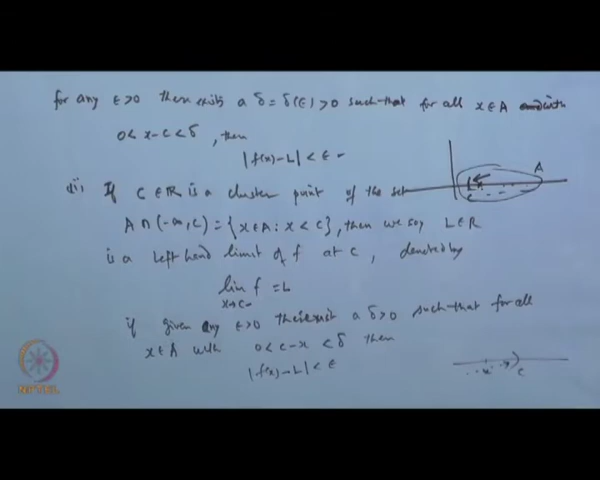 for any ε>0 there exists a δ=δ(ε)>0 such that for all x∈A with
0< x-c<δ, then
|f(x)-L|<ε
A
(ii) If C∈R is a cluster point of the set
A∩(-∞,c) = {x∈A: x<c}, then we say L∈R
is a left hand limit of f at c, denoted by
lim f = L
x→c-
if given any ε>0 there exist a δ>0 such that for all
x∈A with 0< c-x <δ then
|f(x)-L|<ε
x c
NPTEL